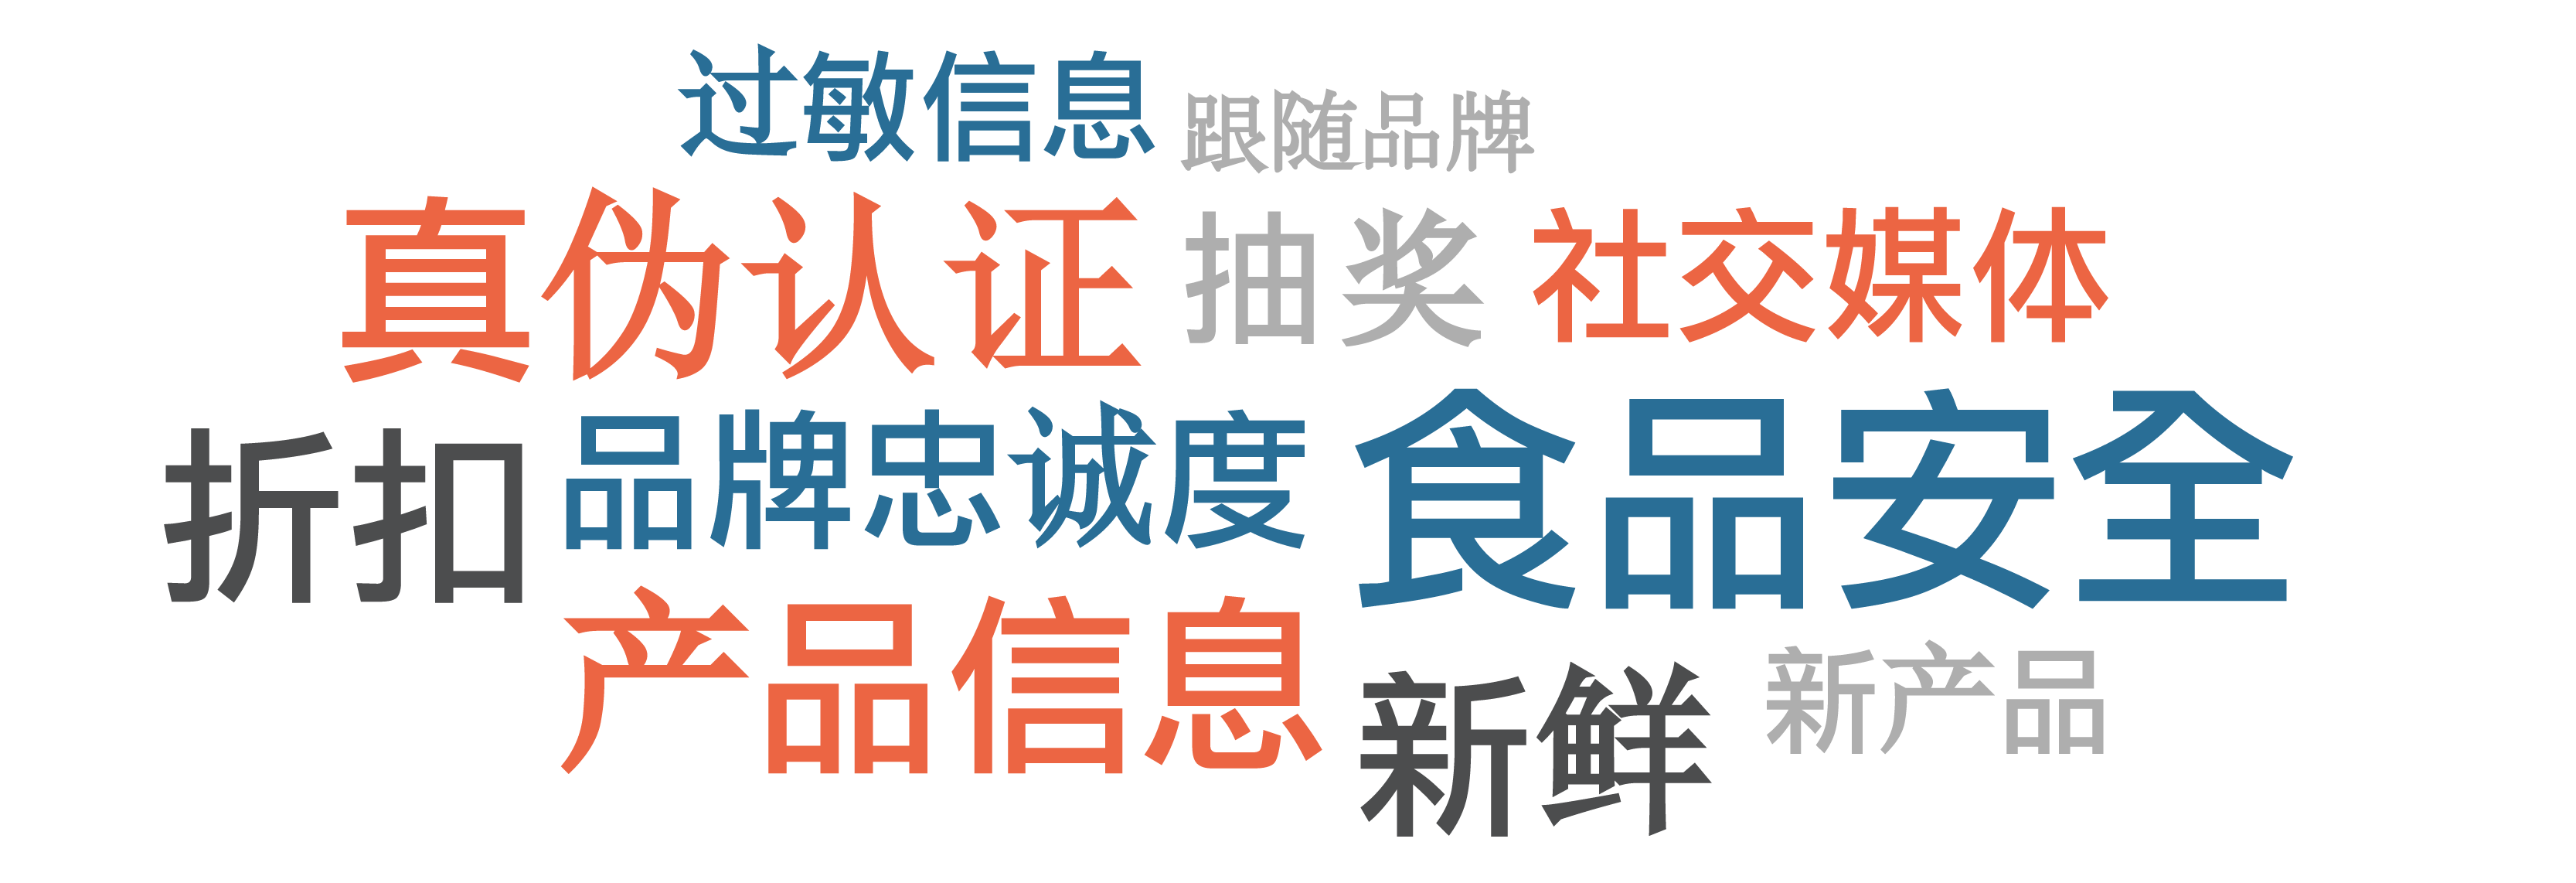 过敏信息 跟随品牌
真伪认证 抽奖 社交媒体
折扣 品牌忠诚度 食品安全
产品信息 新鲜 新产品